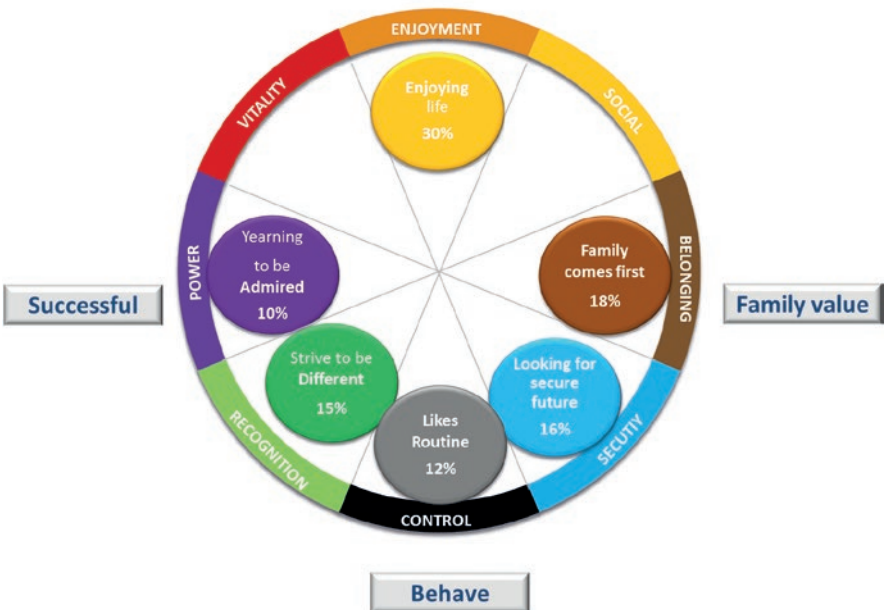 ENJOYMENT
VITALITY
SOCIAL
Enjoying
life
30%
POWER
BELONGING
Yearning
to be
Admired
10%
Family
comes first
18%
Successful
Family value
Strive to be
Different
15%
Looking for
secure
future
16%
Likes
Routine
12%
RECOGNITION
SECUTIY
CONTROL
Behave